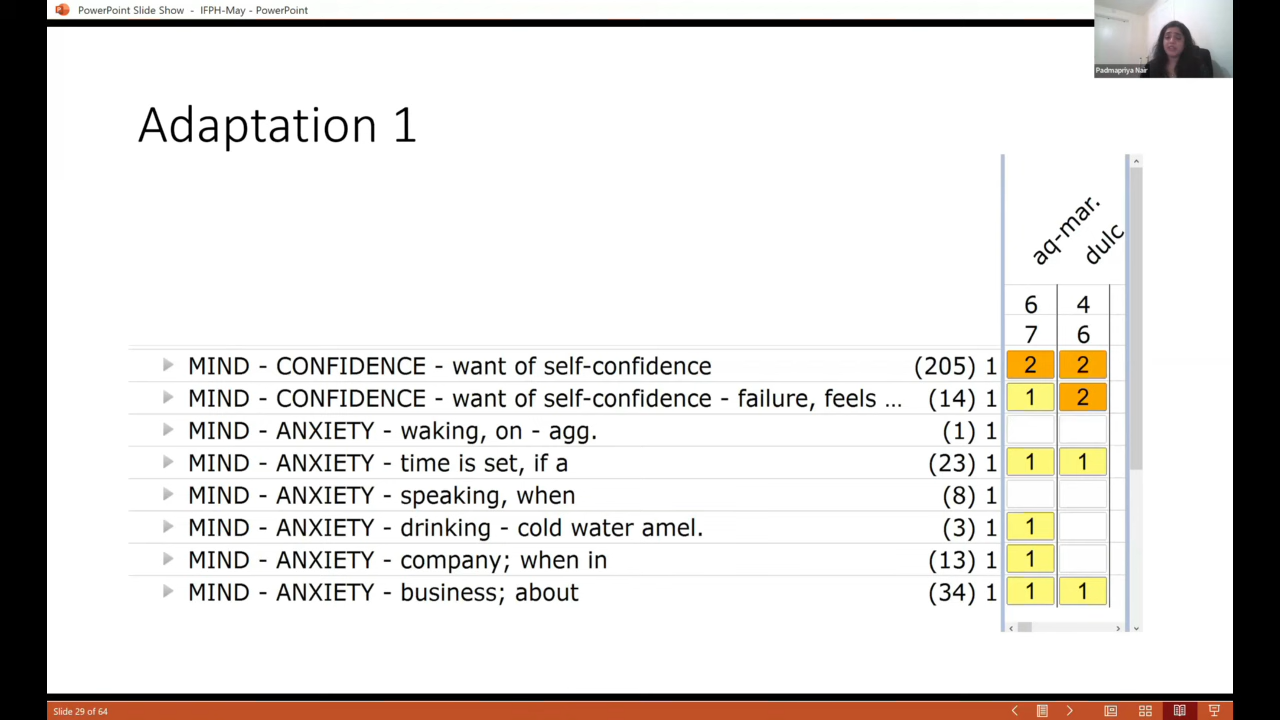 PowerPoint Slide Show - IFPH-May - PowerPoint
Padmapriya Nair
Adaptation 1
aq-mar. dulc
6 4
7 6
MIND - CONFIDENCE - want of self-confidence (205) 1 2 2
MIND - CONFIDENCE - want of self-confidence - failure, feels ... (14) 1 1 2
MIND - ANXIETY - waking, on - agg. (1) 1
MIND - ANXIETY - time is set, if a (23) 1 1 1
MIND - ANXIETY - speaking, when (8) 1
MIND - ANXIETY - drinking - cold water amel. (3) 1 1
MIND - ANXIETY - company; when in (13) 1 1
MIND - ANXIETY - business; about (34) 1 1 1
Slide 29 of 64